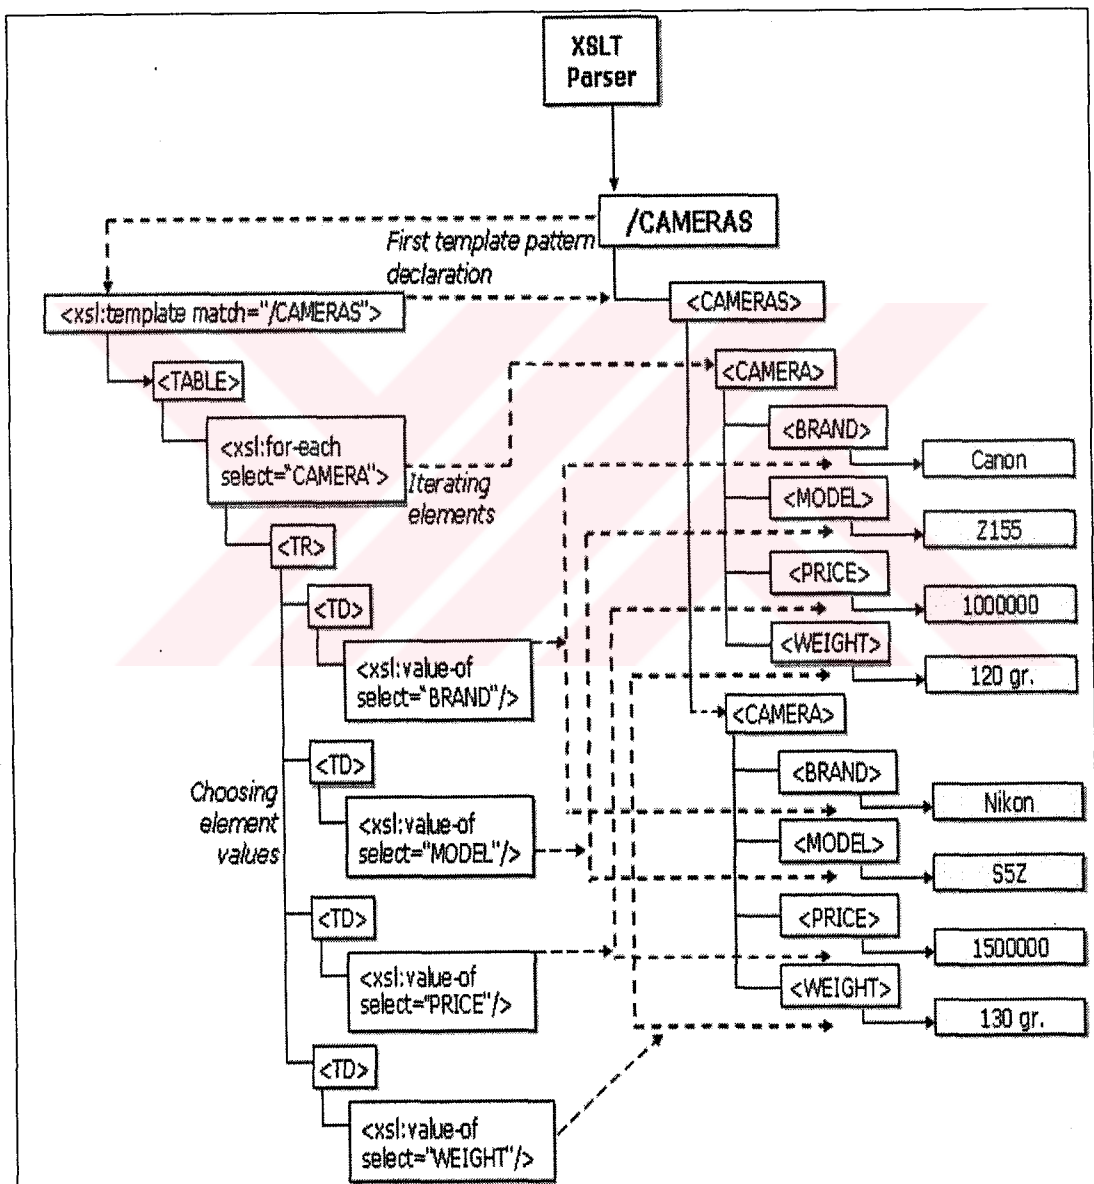 XSLT
Parser
/CAMERAS
First template pattern
declaration
<xsl:template match="/CAMERAS">
<CAMERAS>
<TABLE>
<CAMERA>
<xsl:for-each
select="CAMERA">
Iterating
elements
<BRAND>
Canon
<MODEL>
Z155
<TR>
<PRICE>
1000000
<TD>
<WEIGHT>
120 gr.
<xsl:value-of
select="BRAND"/>
<CAMERA>
<TD>
<BRAND>
Nikon
Choosing
element
values
<xsl:value-of
select="MODEL"/>
<MODEL>
S5Z
<TD>
<PRICE>
1500000
<xsl:value-of
select="PRICE"/>
<WEIGHT>
130 gr.
<TD>
<xsl:value-of
select="WEIGHT"/>